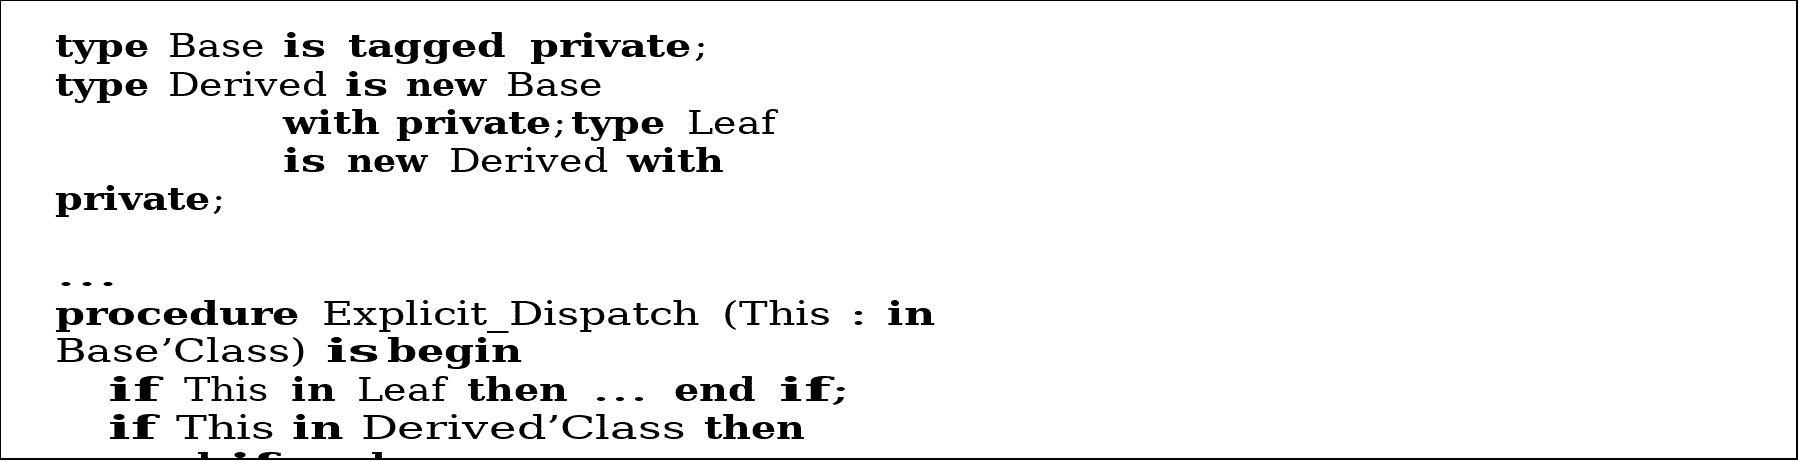 type Base is tagged private;
type Derived is new Base
with private;type Leaf
is new Derived with
private;
...
procedure Explicit_Dispatch (This : in
Base’Class) is begin
if This in Leaf then ... end if;
if This in Derived’Class then